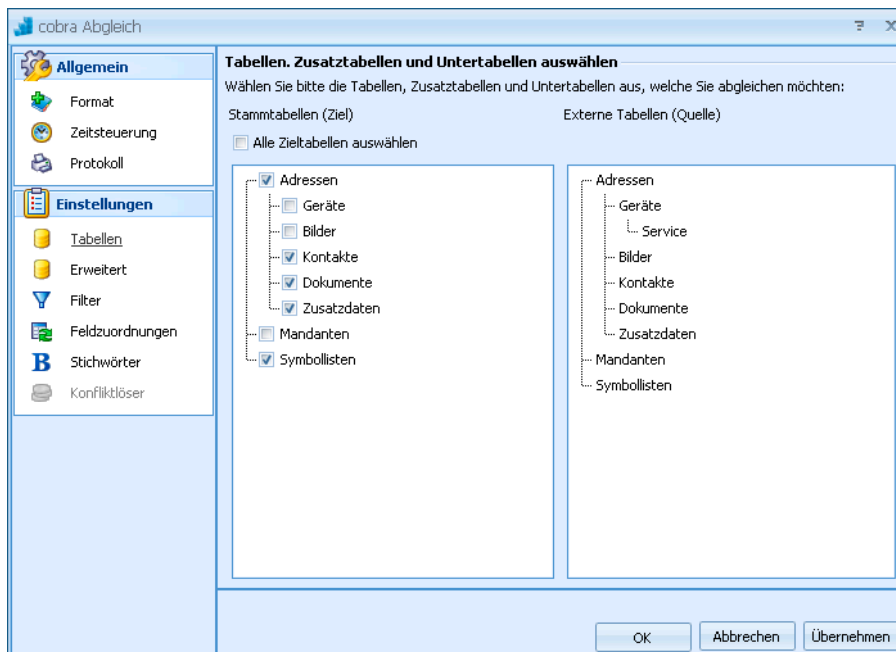 cobra Abgleich
Allgemein
Format
Zeitsteuerung
Protokoll
Einstellungen
Tabellen
Erweitert
Filter
Feldzuordnungen
Stichwörter
Konfliktlöser
Tabellen. Zusatztabellen und Untertabellen auswählen
Wählen Sie bitte die Tabellen, Zusatztabellen und Untertabellen aus, welche Sie abgleichen möchten:
Stammtabellen (Ziel)
Alle Zieltabellen auswählen
Adressen
Geräte
Bilder
Kontakte
Dokumente
Zusatzdaten
Mandanten
Symbollisten
Externe Tabellen (Quelle)
Adressen
Geräte
Service
Bilder
Kontakte
Dokumente
Zusatzdaten
Mandanten
Symbollisten
OK
Abbrechen
Übernehmen